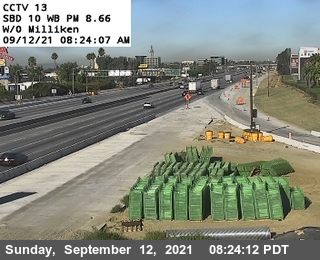 CCTV 13
SBD 10 WB PM 8.66
W/O Milliken
09/12/21 08:24:07 AM
Sunday, September 12, 2021 08:24:12 PDT